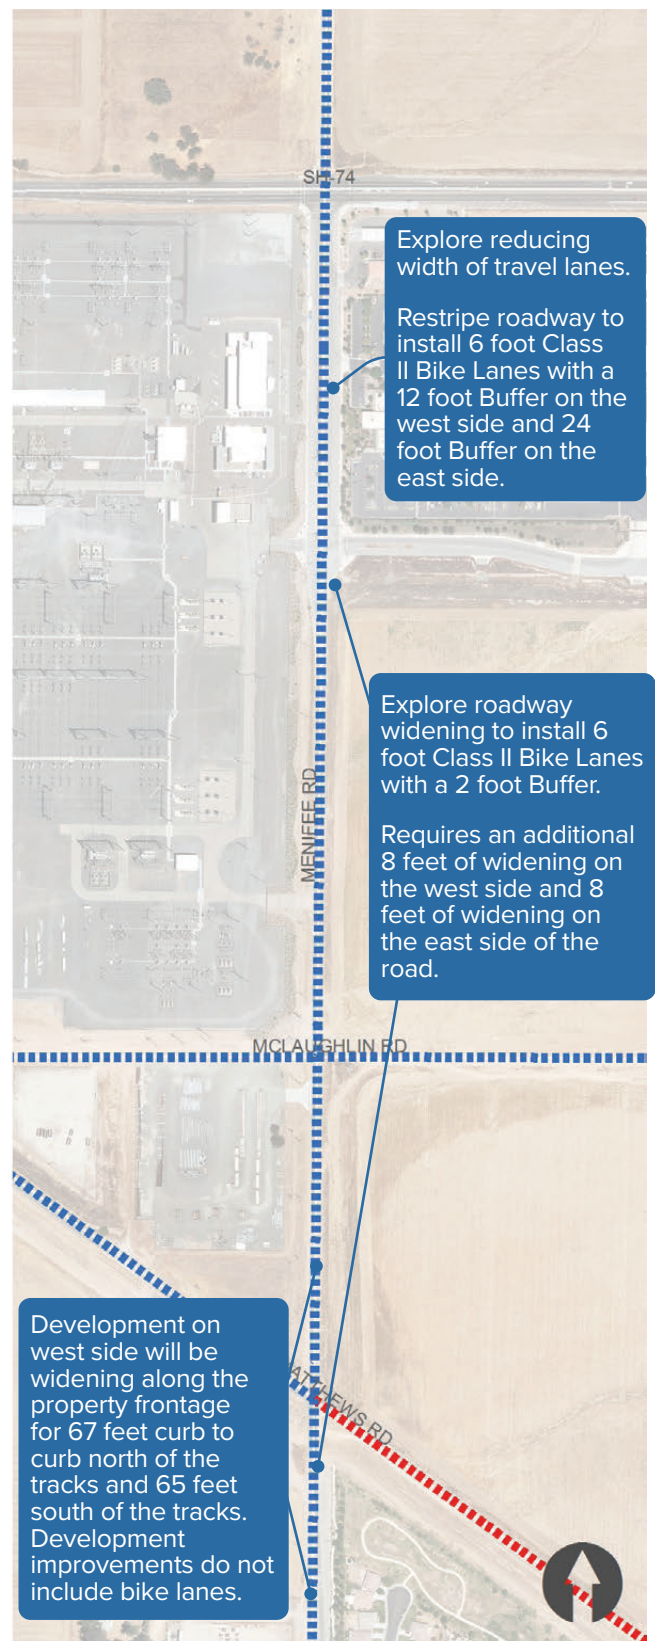 SH-74
Explore reducing
width of travel lanes.
Restripe roadway to
install 6 foot Class
II Bike Lanes with a
12 foot Buffer on the
west side and 24
foot Buffer on the
east side.
Explore roadway
widening to install 6
foot Class II Bike Lanes
with a 2 foot Buffer.
Requires an additional
8 feet of widening on
the west side and 8
feet of widening on
the east side of the
road.
MENIFEE RD
MCLAUGHLIN RD
Development on
west side will be
widening along the
property frontage
for 67 feet curb to
curb north of the
tracks and 65 feet
south of the tracks.
Development
improvements do not
include bike lanes.
ATTHEWS RD